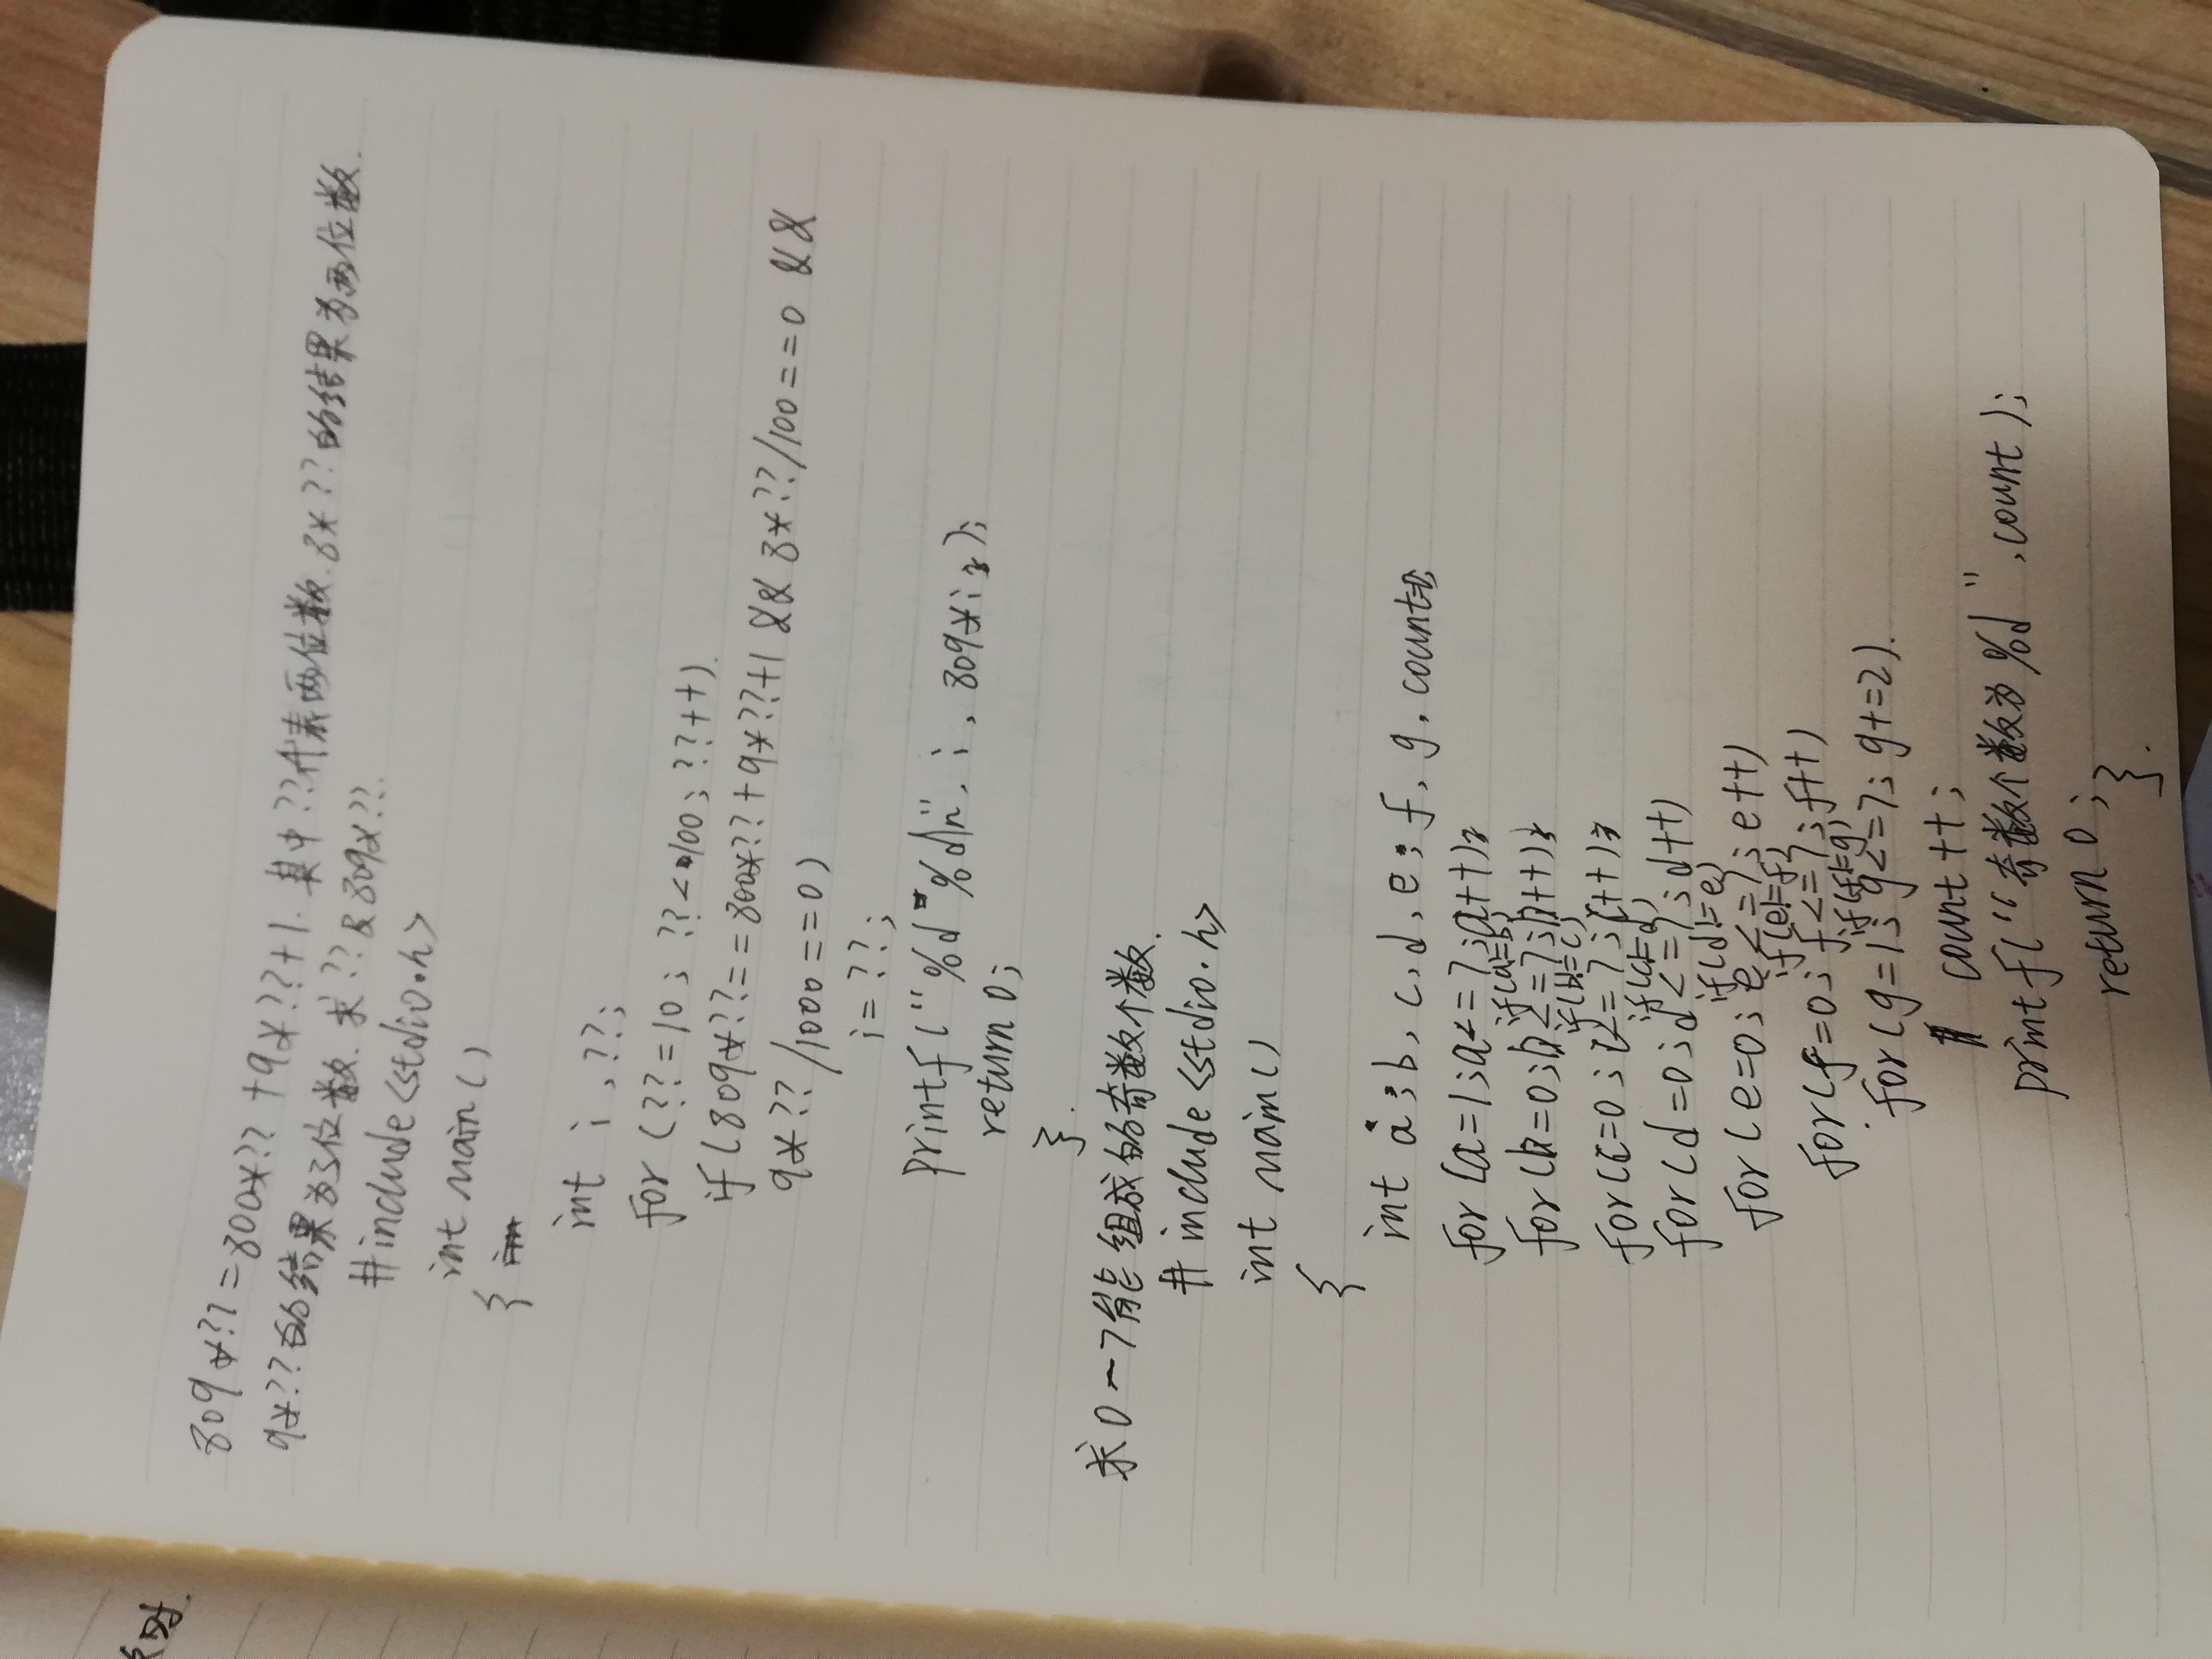 809*??=800*??+9*??+1.其中??代表两位数.8*??的结果为两位数.
9*??的结果为3位数.求??及809*??.
#include<stdio.h>
int main()
{
int i,??;
for(??=10;??<100;??++).
if(809*??==800*??+9*??+1 && 8*??/100==0 &&
9*??/1000==0)
i=??;
printf("%d %d\n",i,809*i);
return 0;
}.
求0—7能组成的奇数个数.
#include<stdio.h>
int main()
{
int a,b,c,d,e,f,g,count=0;
for(a=1;a<=7;a++)
if(a!=b)
for(b=0;b<=7;b++)
if(b!=c)
for(c=0;c<=7;c++)
if(c!=d)
for(d=0;d<=7;d++)
if(d!=e)
for(e=0;e<=7;e++)
if(e!=f)
for(f=0;f<=7;f++)
if(f!=g)
for(g=1;g<=7;g+=2).
count++;
printf("奇数个数为%d",count);
return 0;
}.
对.